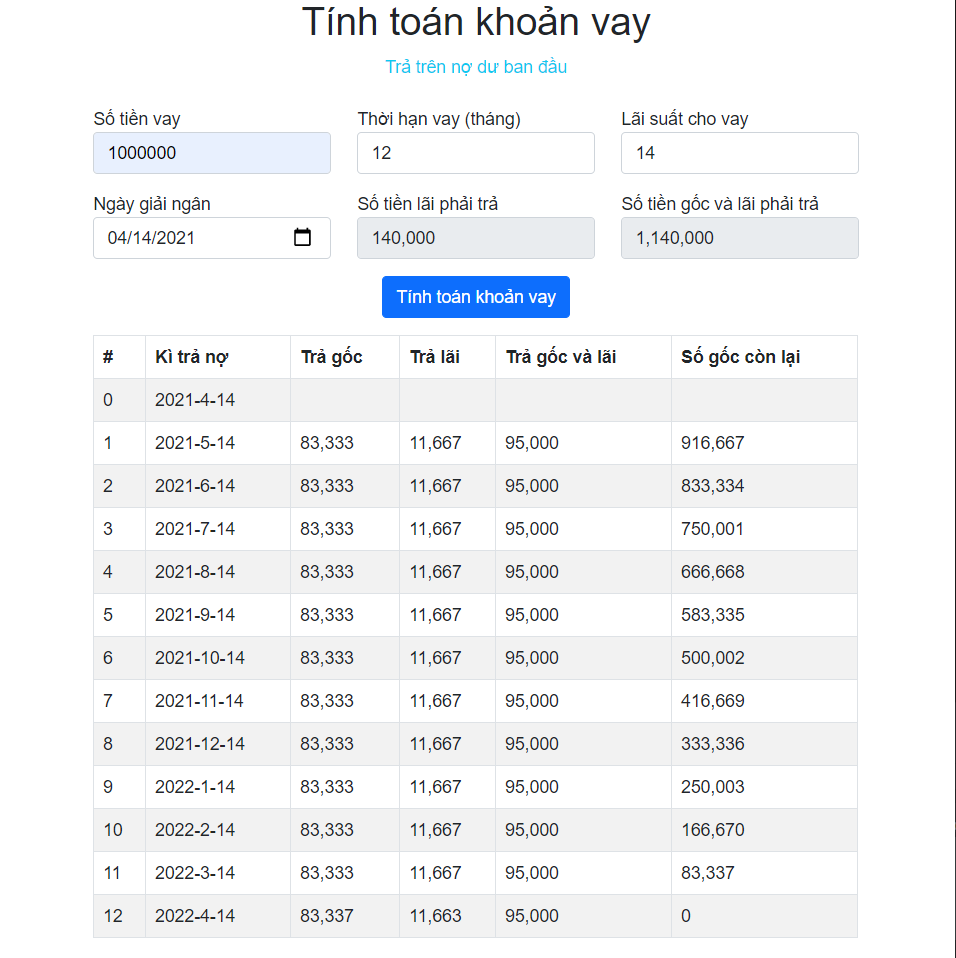 Tính toán khoản vay
Trả trên nợ dư ban đầu
Số tiền vay Thời hạn vay (tháng) Lãi suất cho vay
1000000 12 14
Ngày giải ngân Số tiền lãi phải trả Số tiền gốc và lãi phải trả
04/14/2021 140,000 1,140,000
Tính toán khoản vay
# Kì trả nợ Trả gốc Trả lãi Trả gốc và lãi Số gốc còn lại
0 2021-4-14
1 2021-5-14 83,333 11,667 95,000 916,667
2 2021-6-14 83,333 11,667 95,000 833,334
3 2021-7-14 83,333 11,667 95,000 750,001
4 2021-8-14 83,333 11,667 95,000 666,668
5 2021-9-14 83,333 11,667 95,000 583,335
6 2021-10-14 83,333 11,667 95,000 500,002
7 2021-11-14 83,333 11,667 95,000 416,669
8 2021-12-14 83,333 11,667 95,000 333,336
9 2022-1-14 83,333 11,667 95,000 250,003
10 2022-2-14 83,333 11,667 95,000 166,670
11 2022-3-14 83,333 11,667 95,000 83,337
12 2022-4-14 83,337 11,663 95,000 0